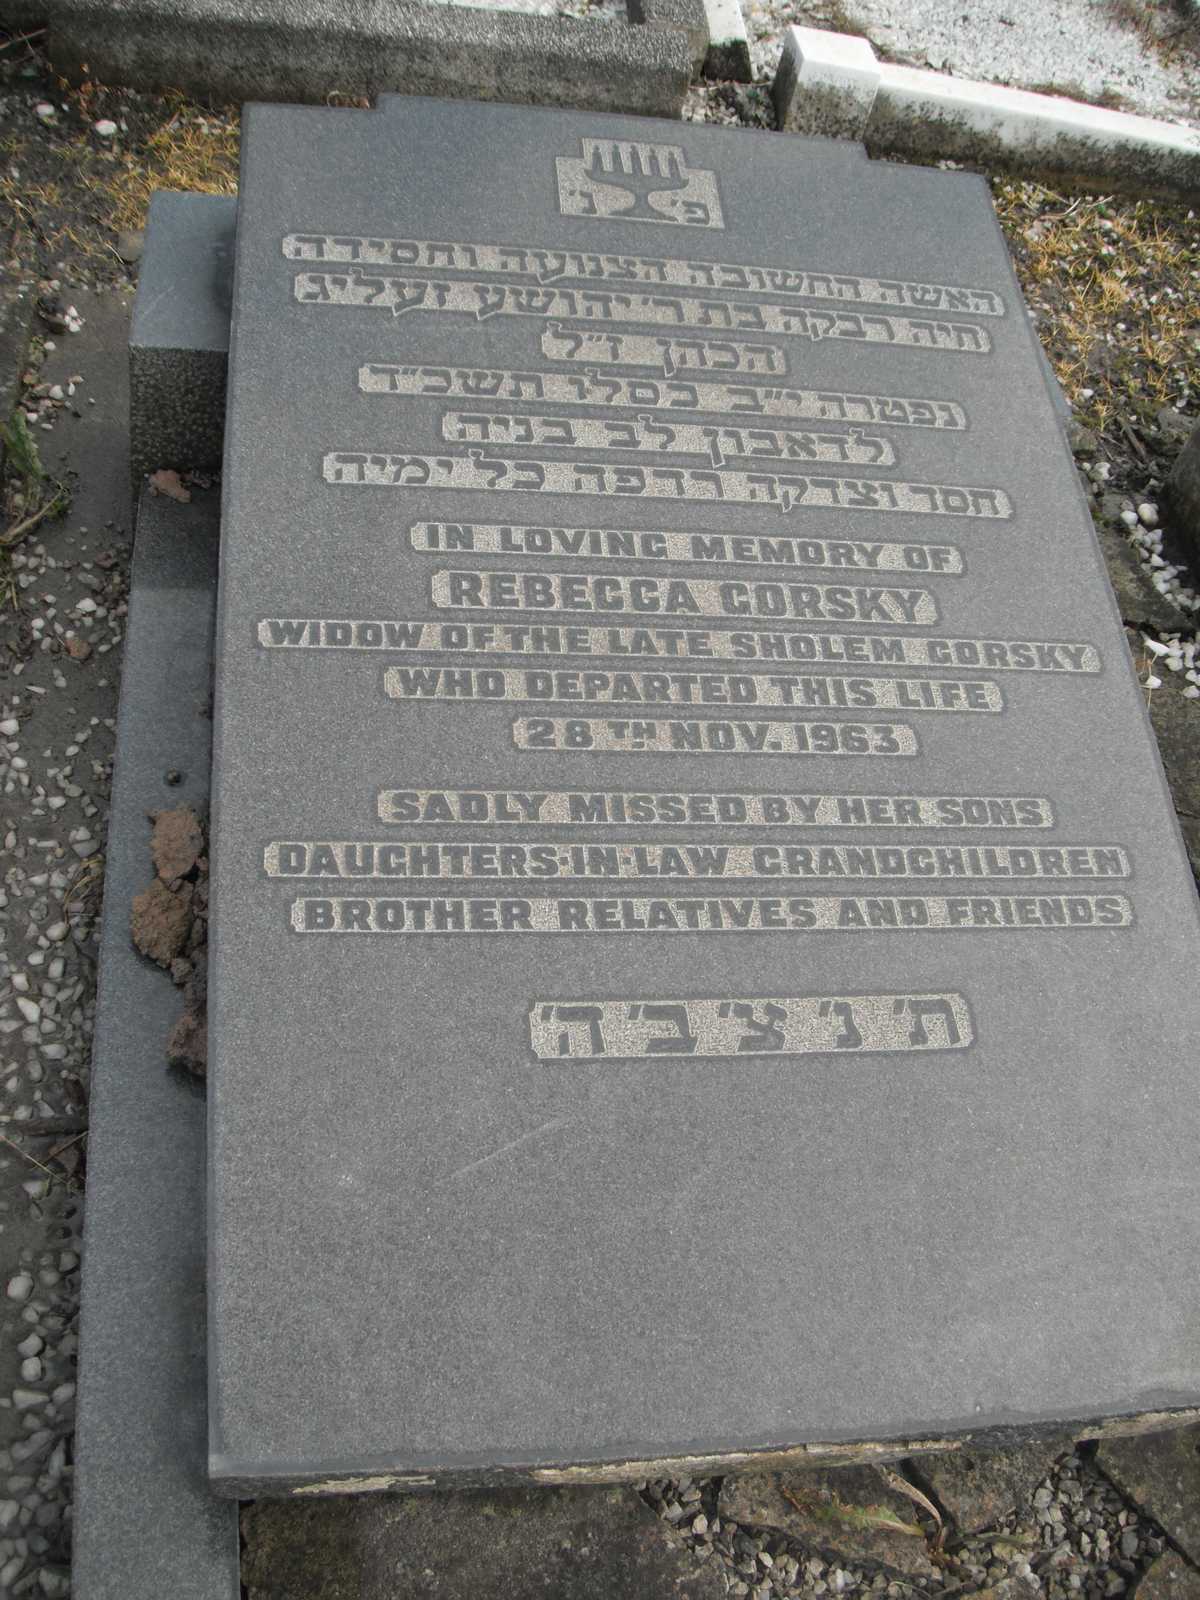 פ׳ נ׳
האשה החשובה הצנועה וחסידה
חיה רבקה בת ר׳ יהושע זעליג
הכהן ז״ל
נפטרה י״ב כסלו תשכ״ד
לדאבון לב בניה
חסד וצדקה רדפה כל ימיה
IN LOVING MEMORY OF
REBECCA GORSKY
WIDOW OF THE LATE SHOLEM GORSKY
WHO DEPARTED THIS LIFE
28TH NOV. 1963
SADLY MISSED BY HER SONS
DAUGHTERS-IN-LAW GRANDCHILDREN
BROTHER RELATIVES AND FRIENDS
ת׳ נ׳ צ׳ ב׳ ה׳